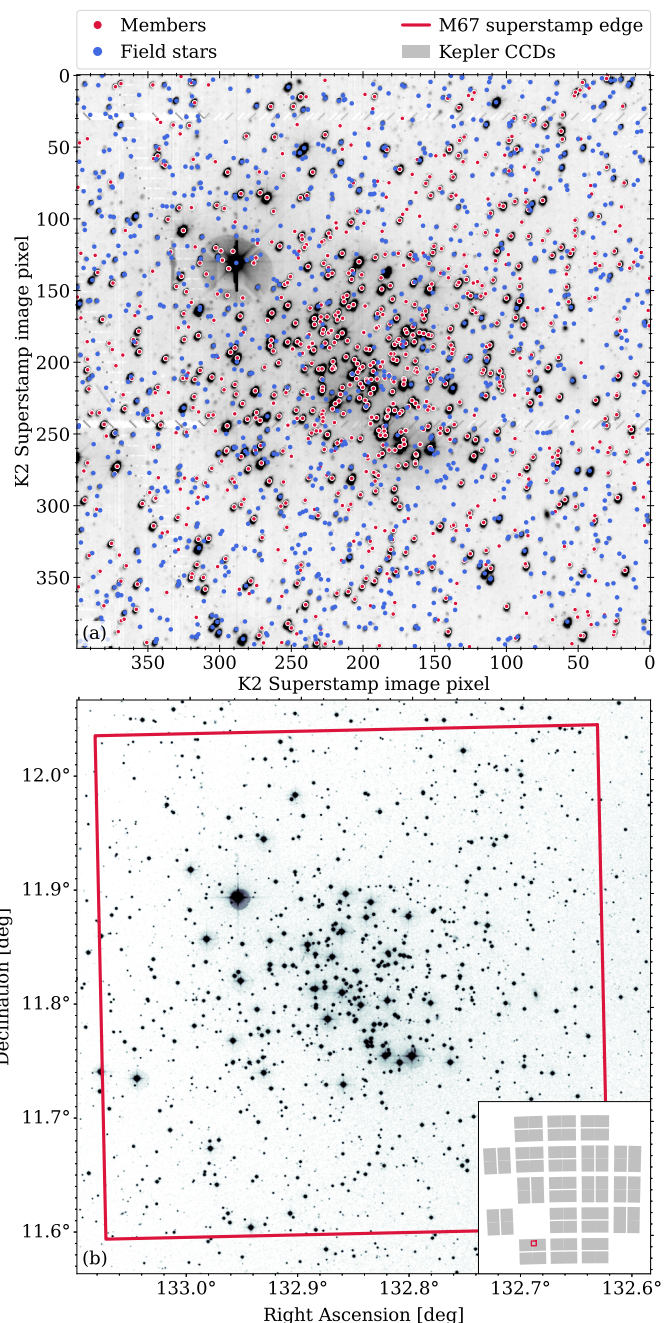 Members
Field stars
M67 superstamp edge
Kepler CCDs
0
50
100
150
200
250
300
350
K2 Superstamp image pixel
(a)
350 300 250 200 150 100 50 0
K2 Superstamp image pixel
12.0°
11.9°
11.8°
11.7°
11.6°
Declination [deg]
(b)
133.0° 132.9° 132.8° 132.7° 132.6°
Right Ascension [deg]